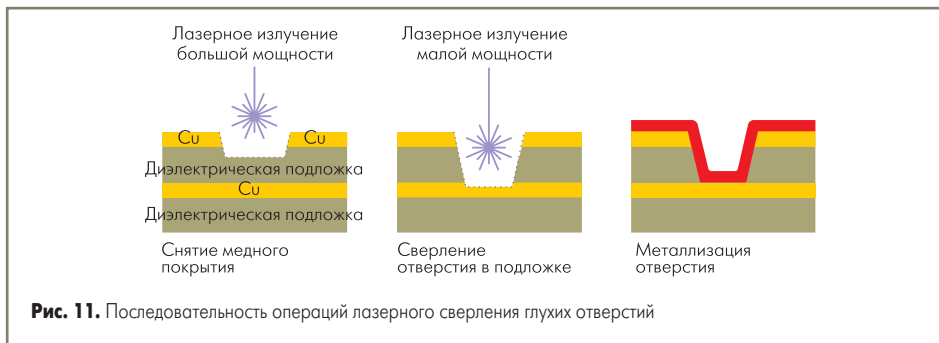 Лазерное излучение
большой мощности
Лазерное излучение
малой мощности
Cu
Cu
Диэлектрическая подложка
Cu
Диэлектрическая подложка
Снятие медного
покрытия
Сверление
отверстия в подложке
Металлизация
отверстия
Рис. 11. Последовательность операций лазерного сверления глухих отверстий